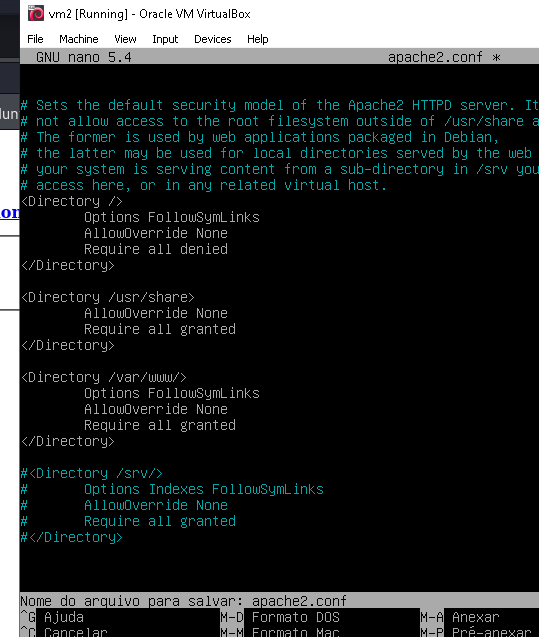 vm2 [Running] - Oracle VM VirtualBox
File Machine View Input Devices Help
GNU nano 5.4 apache2.conf *
# Sets the default security model of the Apache2 HTTPD server. It
# not allow access to the root filesystem outside of /usr/share a
# The former is used by web applications packaged in Debian,
# the latter may be used for local directories served by the web
# your system is serving content from a sub-directory in /srv you
# access here, or in any related virtual host.
<Directory />
Options FollowSymLinks
AllowOverride None
Require all denied
</Directory>
<Directory /usr/share>
AllowOverride None
Require all granted
</Directory>
<Directory /var/www/>
Options FollowSymLinks
AllowOverride None
Require all granted
</Directory>
#<Directory /srv/>
# Options Indexes FollowSymLinks
# AllowOverride None
# Require all granted
#</Directory>
Nome do arquivo para salvar: apache2.conf
^G Ajuda M-D Formato DOS M-A Anexar
^C Cancelar M-M Formato Mac M-P Pré-anexar